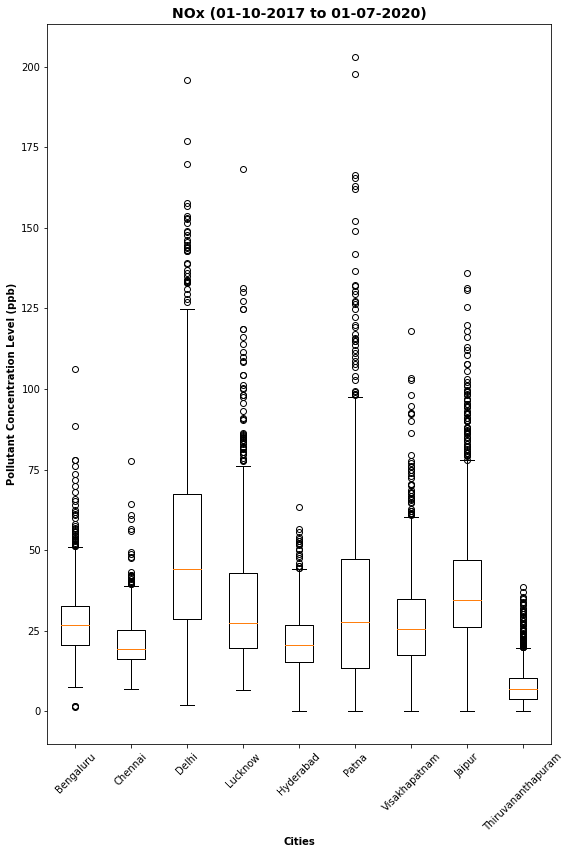 NOx (01-10-2017 to 01-07-2020)
Pollutant Concentration Level (ppb)
200
175
150
125
100
75
50
25
0
Bengaluru
Chennai
Delhi
Lucknow
Hyderabad
Patna
Visakhapatnam
Jaipur
Thiruvananthapuram
Cities